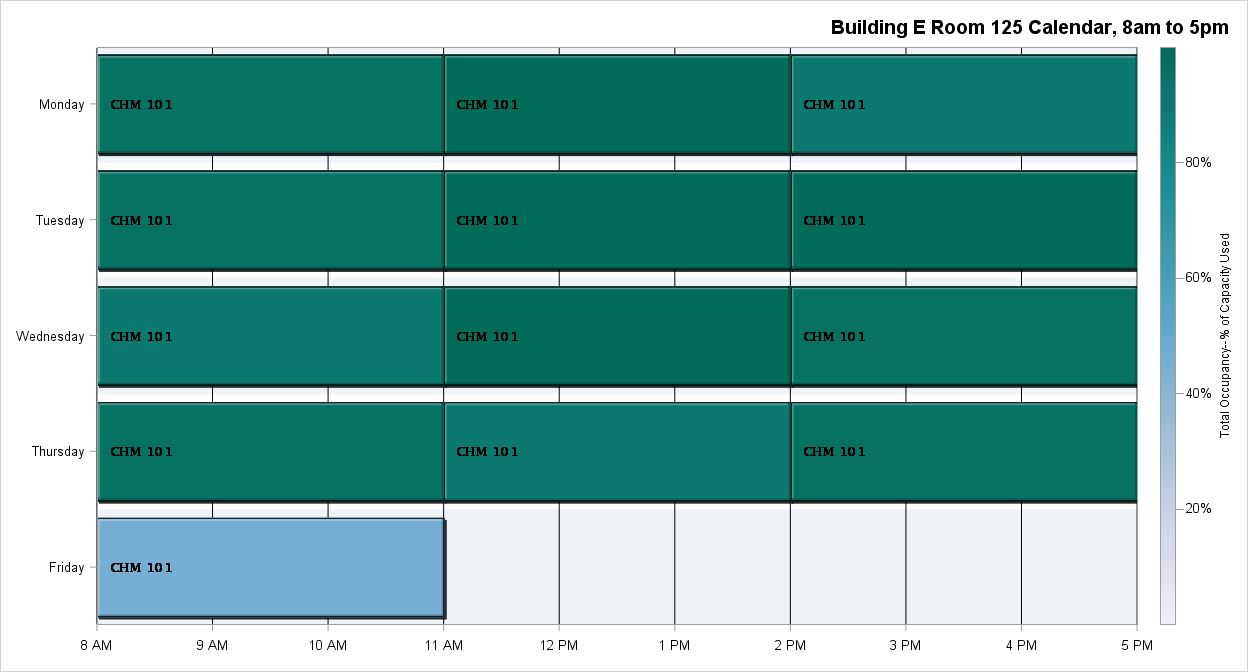 Building E Room 125 Calendar, 8am to 5pm
Monday
CHM 101
CHM 101
CHM 101
Tuesday
CHM 101
CHM 101
CHM 101
Wednesday
CHM 101
CHM 101
CHM 101
Thursday
CHM 101
CHM 101
CHM 101
Friday
CHM 101
8 AM
9 AM
10 AM
11 AM
12 PM
1 PM
2 PM
3 PM
4 PM
5 PM
80%
60%
40%
20%
Total Occupancy--% of Capacity Used